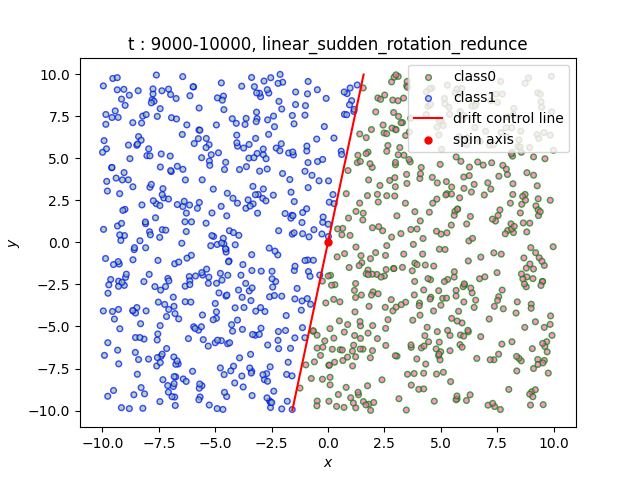 t : 9000-10000, linear_sudden_rotation_redunce
10.0
7.5
5.0
2.5
0.0
−2.5
−5.0
−7.5
−10.0
y
−10.0 −7.5 −5.0 −2.5 0.0 2.5 5.0 7.5 10.0
x
class0
class1
drift control line
spin axis